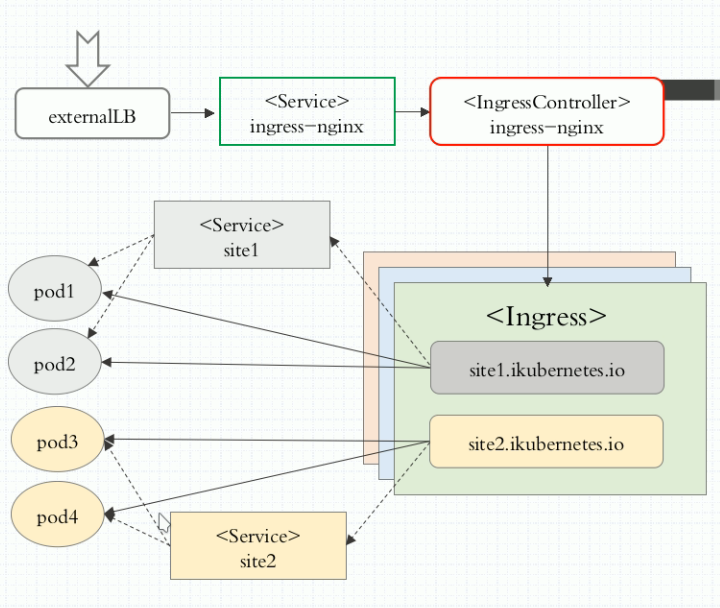 externalLB
<Service>
ingress-nginx
<IngressController>
ingress-nginx
<Service>
site1
pod1
pod2
pod3
pod4
<Ingress>
site1.ikubernetes.io
site2.ikubernetes.io
<Service>
site2